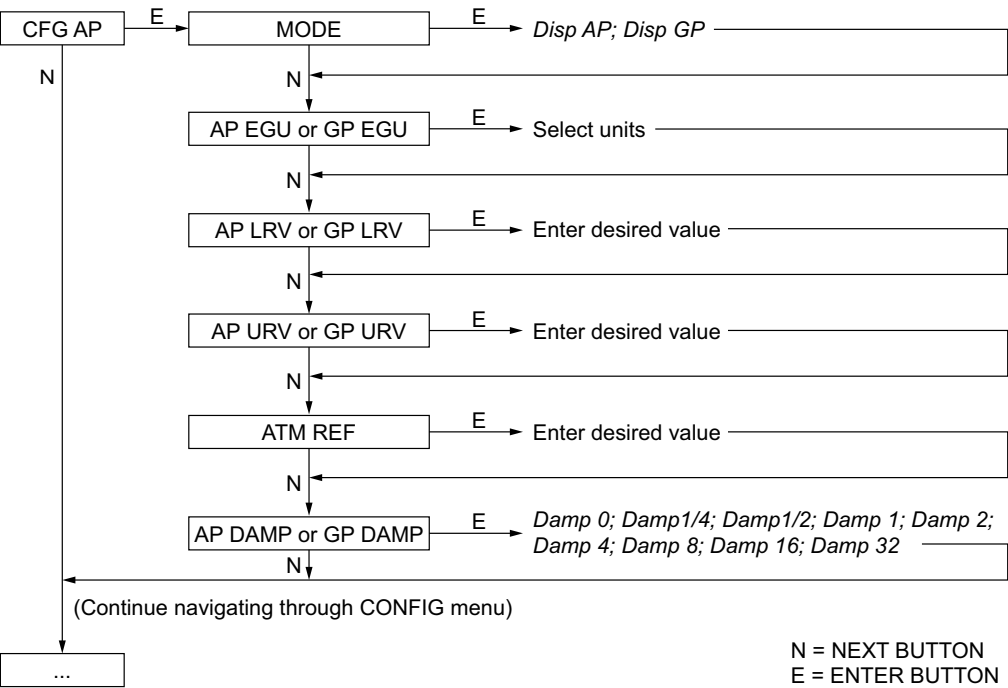 CFG AP E MODE E Disp AP; Disp GP
N
N
AP EGU or GP EGU E Select units
N
AP LRV or GP LRV E Enter desired value
N
AP URV or GP URV E Enter desired value
N
ATM REF E Enter desired value
N
AP DAMP or GP DAMP E Damp 0; Damp1/4; Damp1/2; Damp 1; Damp 2;
Damp 4; Damp 8; Damp 16; Damp 32
N
(Continue navigating through CONFIG menu)
...
N = NEXT BUTTON
E = ENTER BUTTON